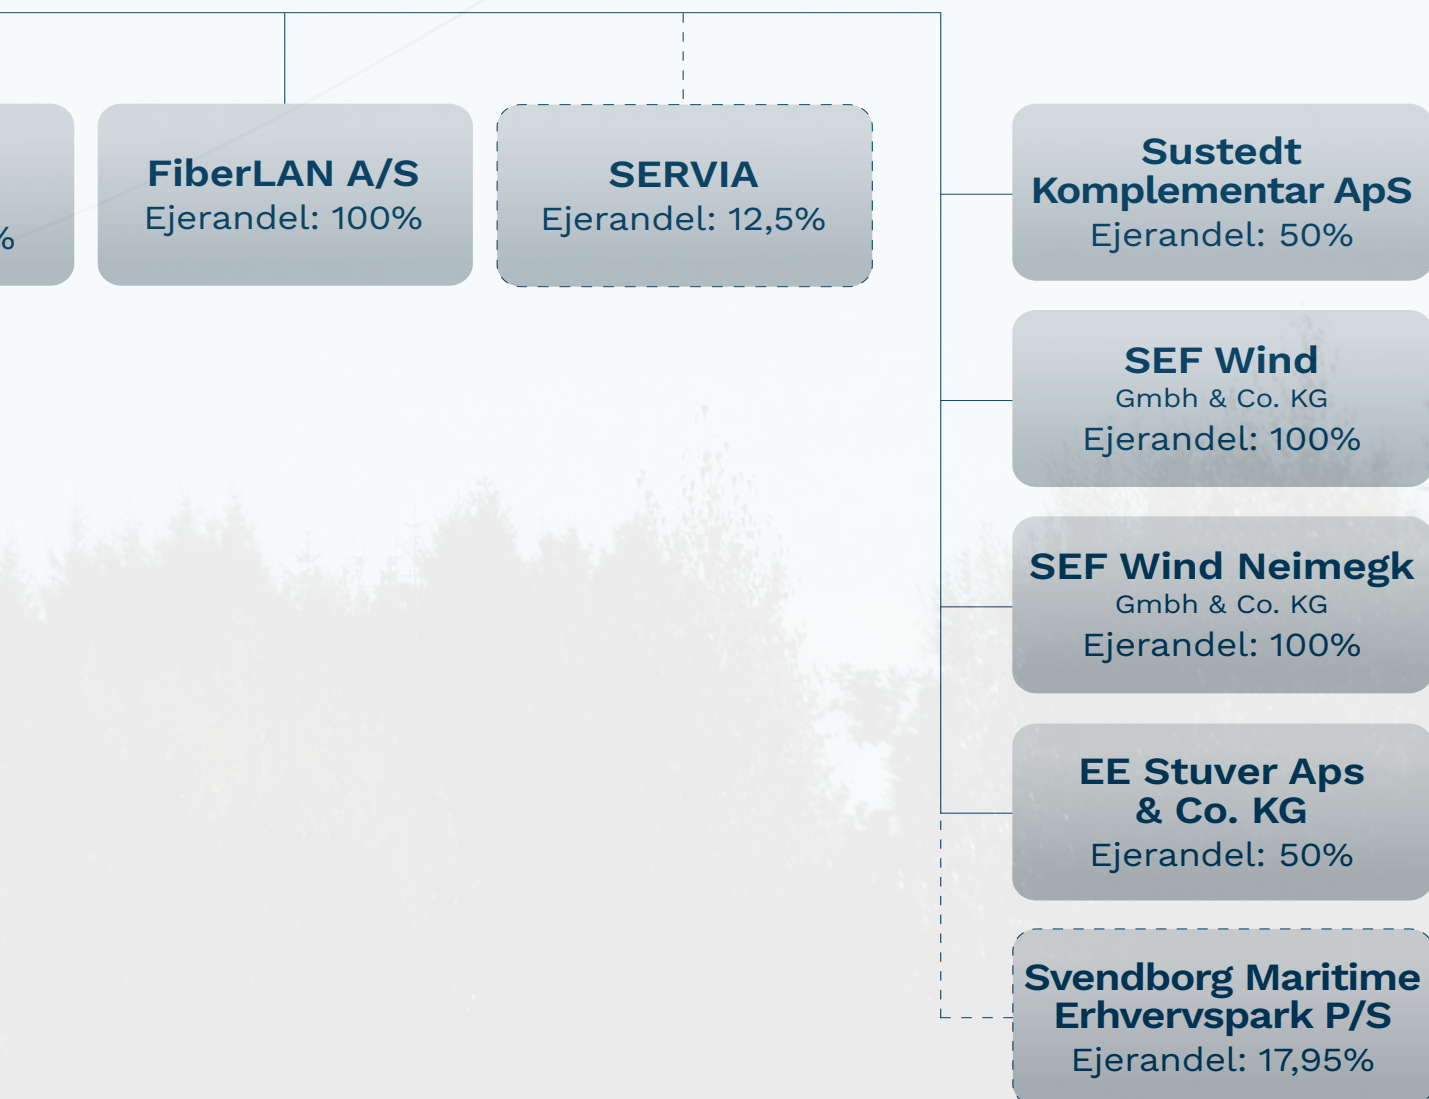 %
FiberLAN A/S
Ejerandel: 100%
SERVIA
Ejerandel: 12,5%
Sustedt
Komplementar ApS
Ejerandel: 50%
SEF Wind
Gmbh & Co. KG
Ejerandel: 100%
SEF Wind Neimegk
Gmbh & Co. KG
Ejerandel: 100%
EE Stuver Aps
& Co. KG
Ejerandel: 50%
Svendborg Maritime
Erhvervspark P/S
Ejerandel: 17,95%